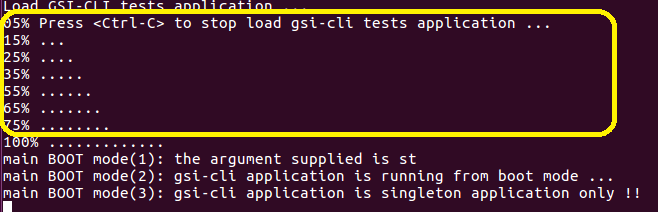 Load GSI-CLI tests application ...
05% Press <Ctrl-C> to stop load gsi-cli tests application ...
15% ...
25% ....
35% .....
55% ......
65% .......
75% ........
100% .............
main BOOT mode(1): the argument supplied is st
main BOOT mode(2): gsi-cli application is running from boot mode ...
main BOOT mode(3): gsi-cli application is singleton application only !!